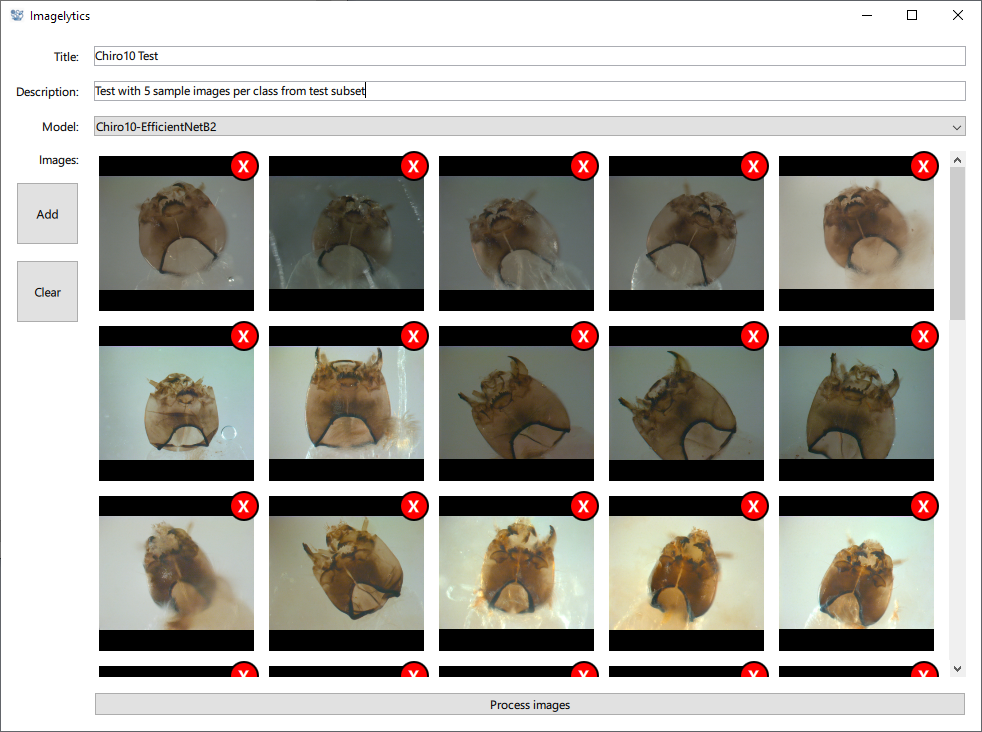 Imagelytics
Title: Chiro10 Test
Description: Test with 5 sample images per class from test subset
Model: Chiro10-EfficientNetB2
Images:
X X X X X
Add
Clear
X X X X X
X X X X X
X X X X X
Process images